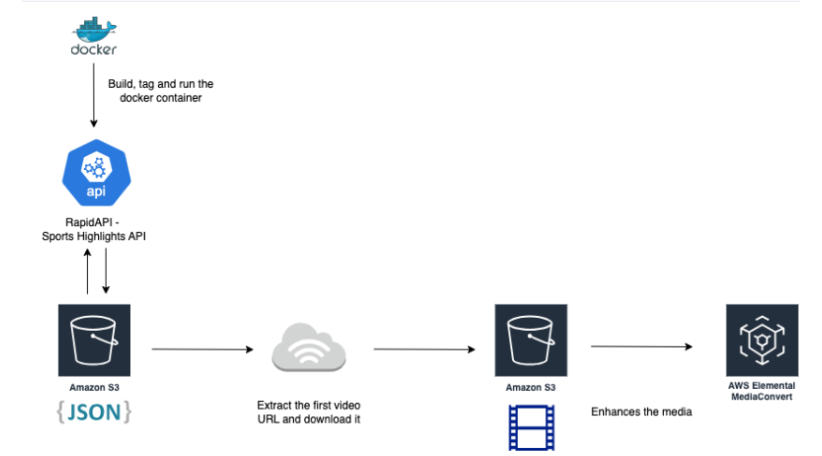 docker
Build, tag and run the
docker container
api
RapidAPI -
Sports Highlights API
Amazon S3
{JSON}
Extract the first video
URL and download it
Amazon S3
Enhances the media
AWS Elemental
MediaConvert